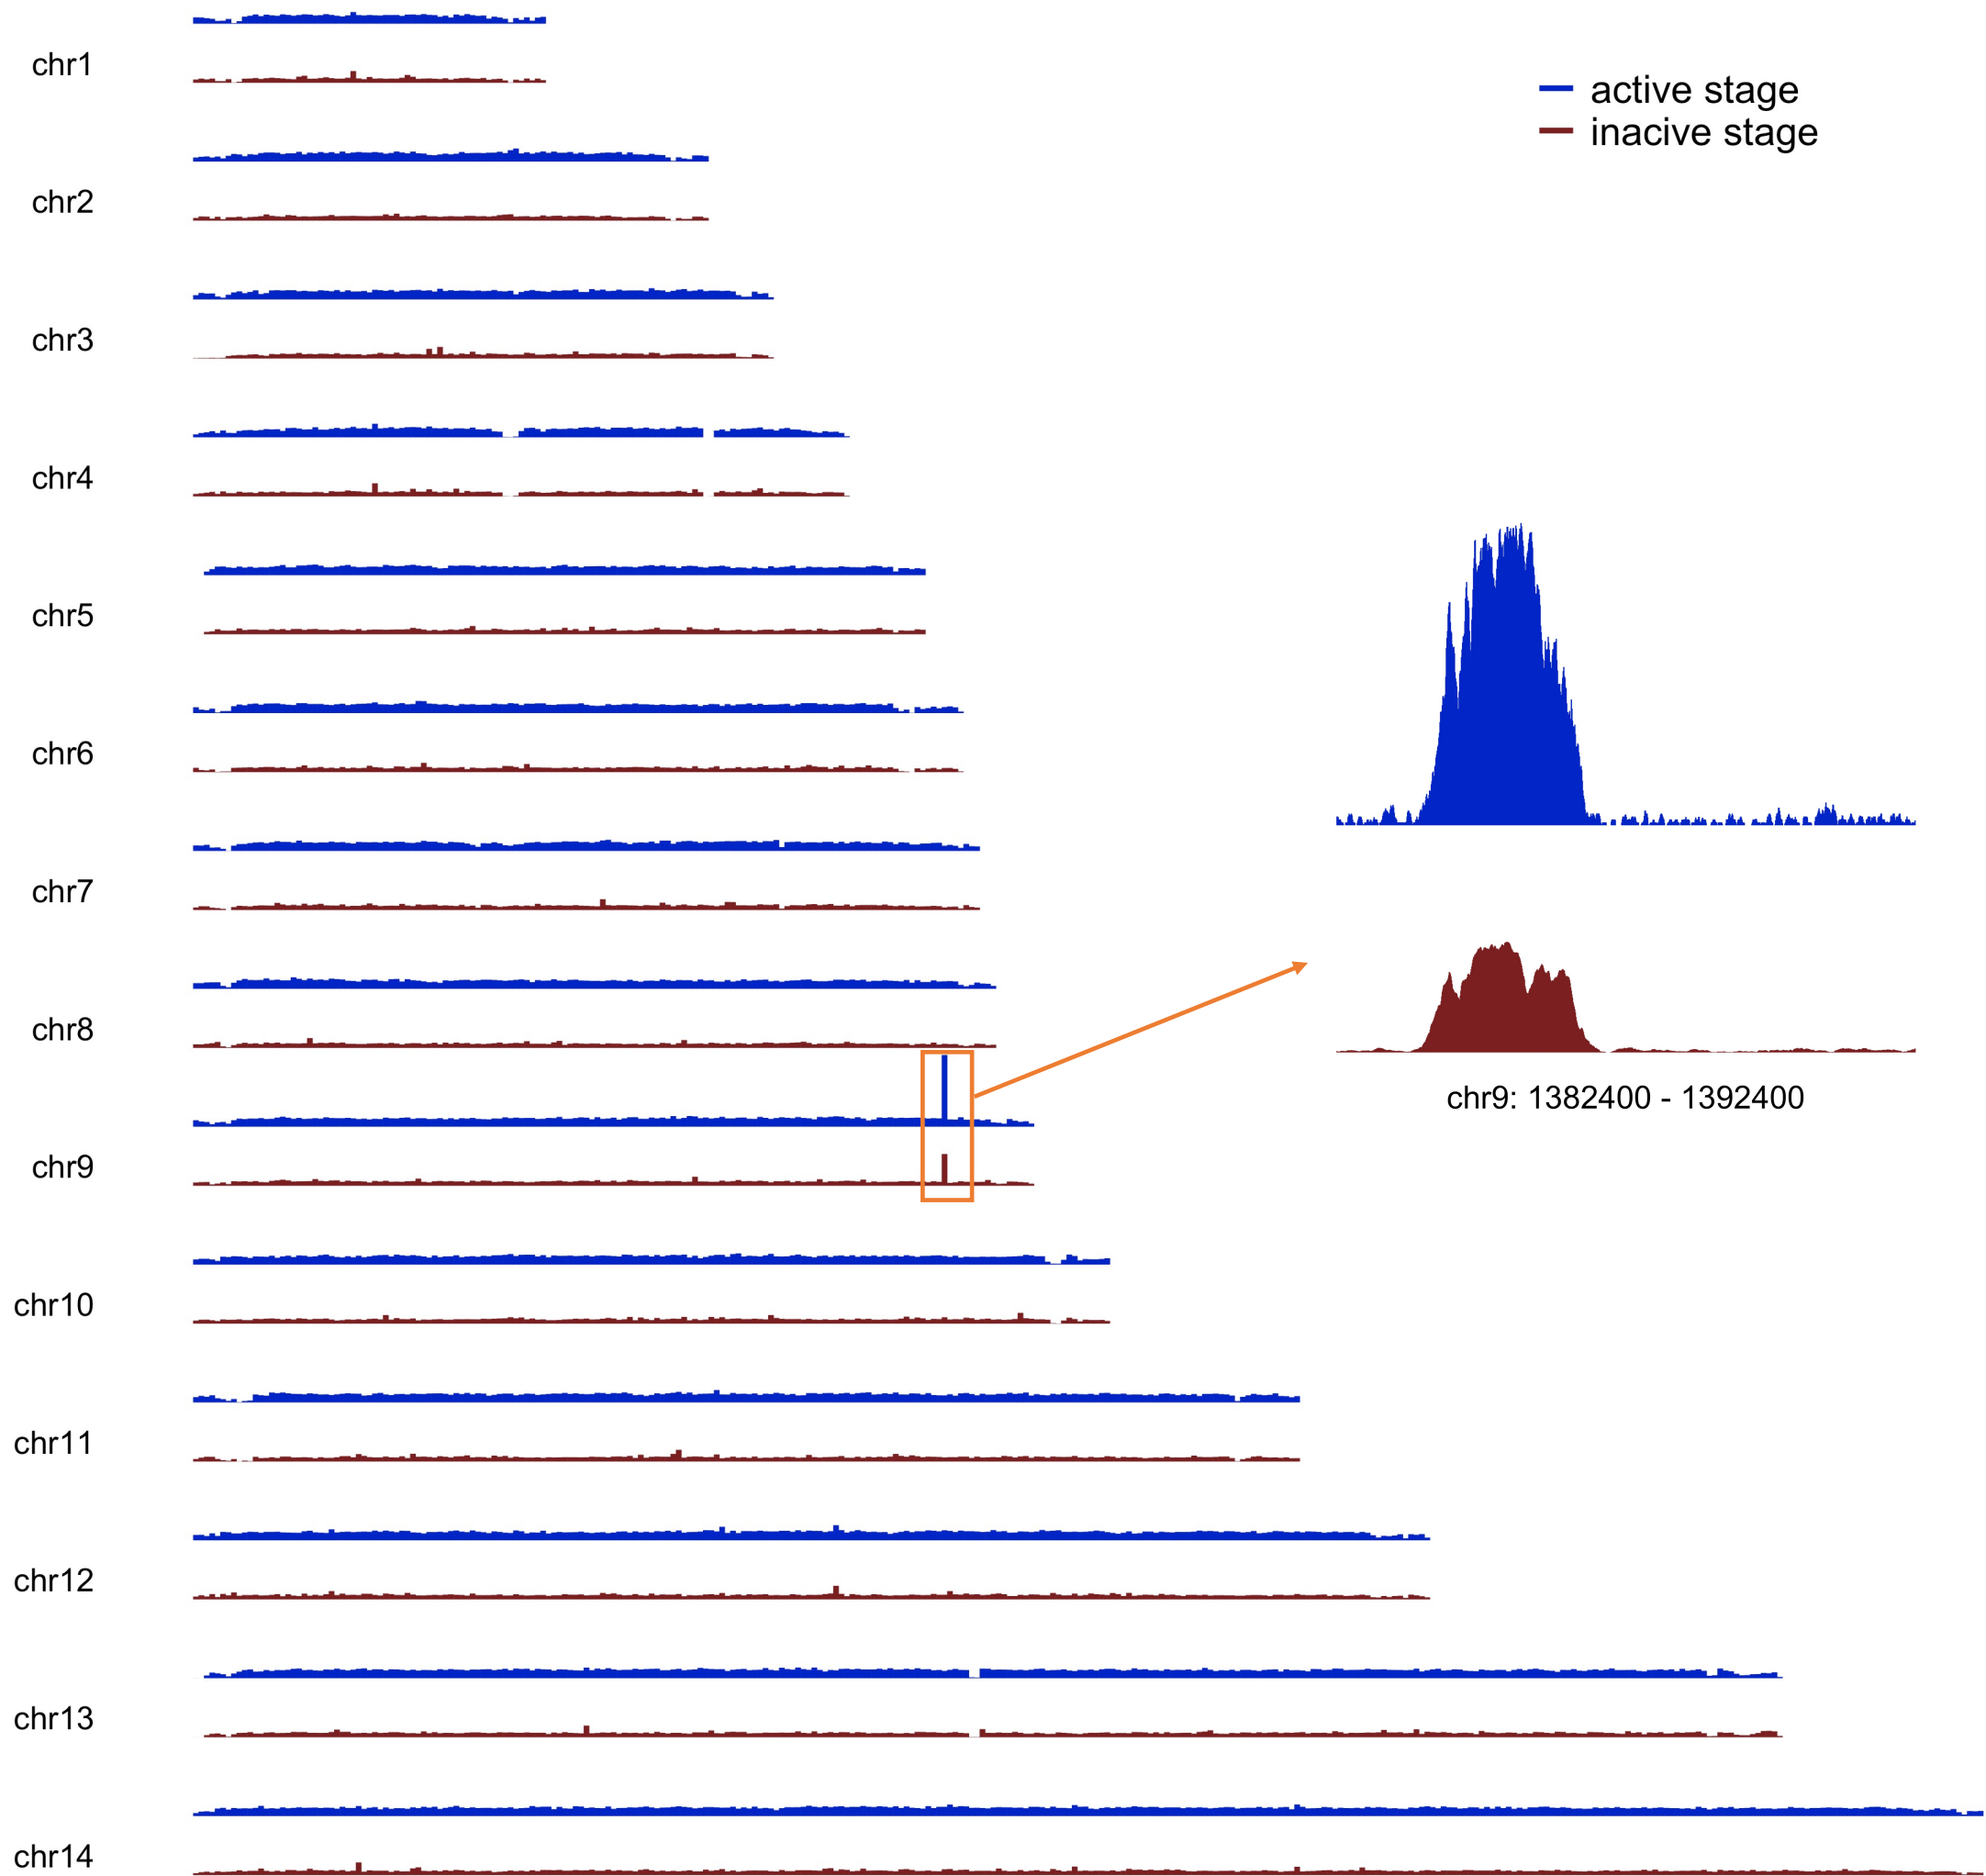 chr1
active stage
inacive stage
chr2
chr3
chr4
chr5
chr6
chr7
chr8
chr9: 1382400 - 1392400
chr9
chr10
chr11
chr12
chr13
chr14